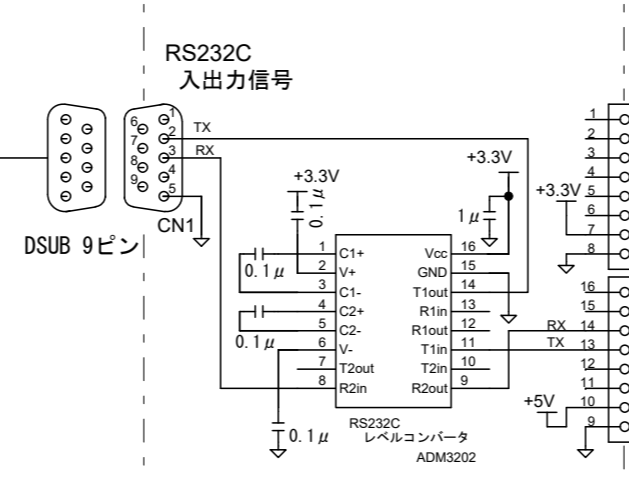 RS232C
入出力信号
1
6
2
TX
7
3
RX
8
4
9
5
CN1
DSUB 9ピン
+3.3V
0.1μ
+3.3V
1μ
1 C1+ Vcc 16
2 V+ GND 15
3 C1- T1out 14
4 C2+ R1in 13
5 C2- R1out 12
6 V- T1in 11
7 T2out T2in 10
8 R2in R2out 9
0.1μ
0.1μ
0.1μ
RS232C
レベルコンバータ
ADM3202
1
2
3
4
+3.3V 5
6
7
8
16
15
RX 14
TX 13
12
11
+5V 10
9